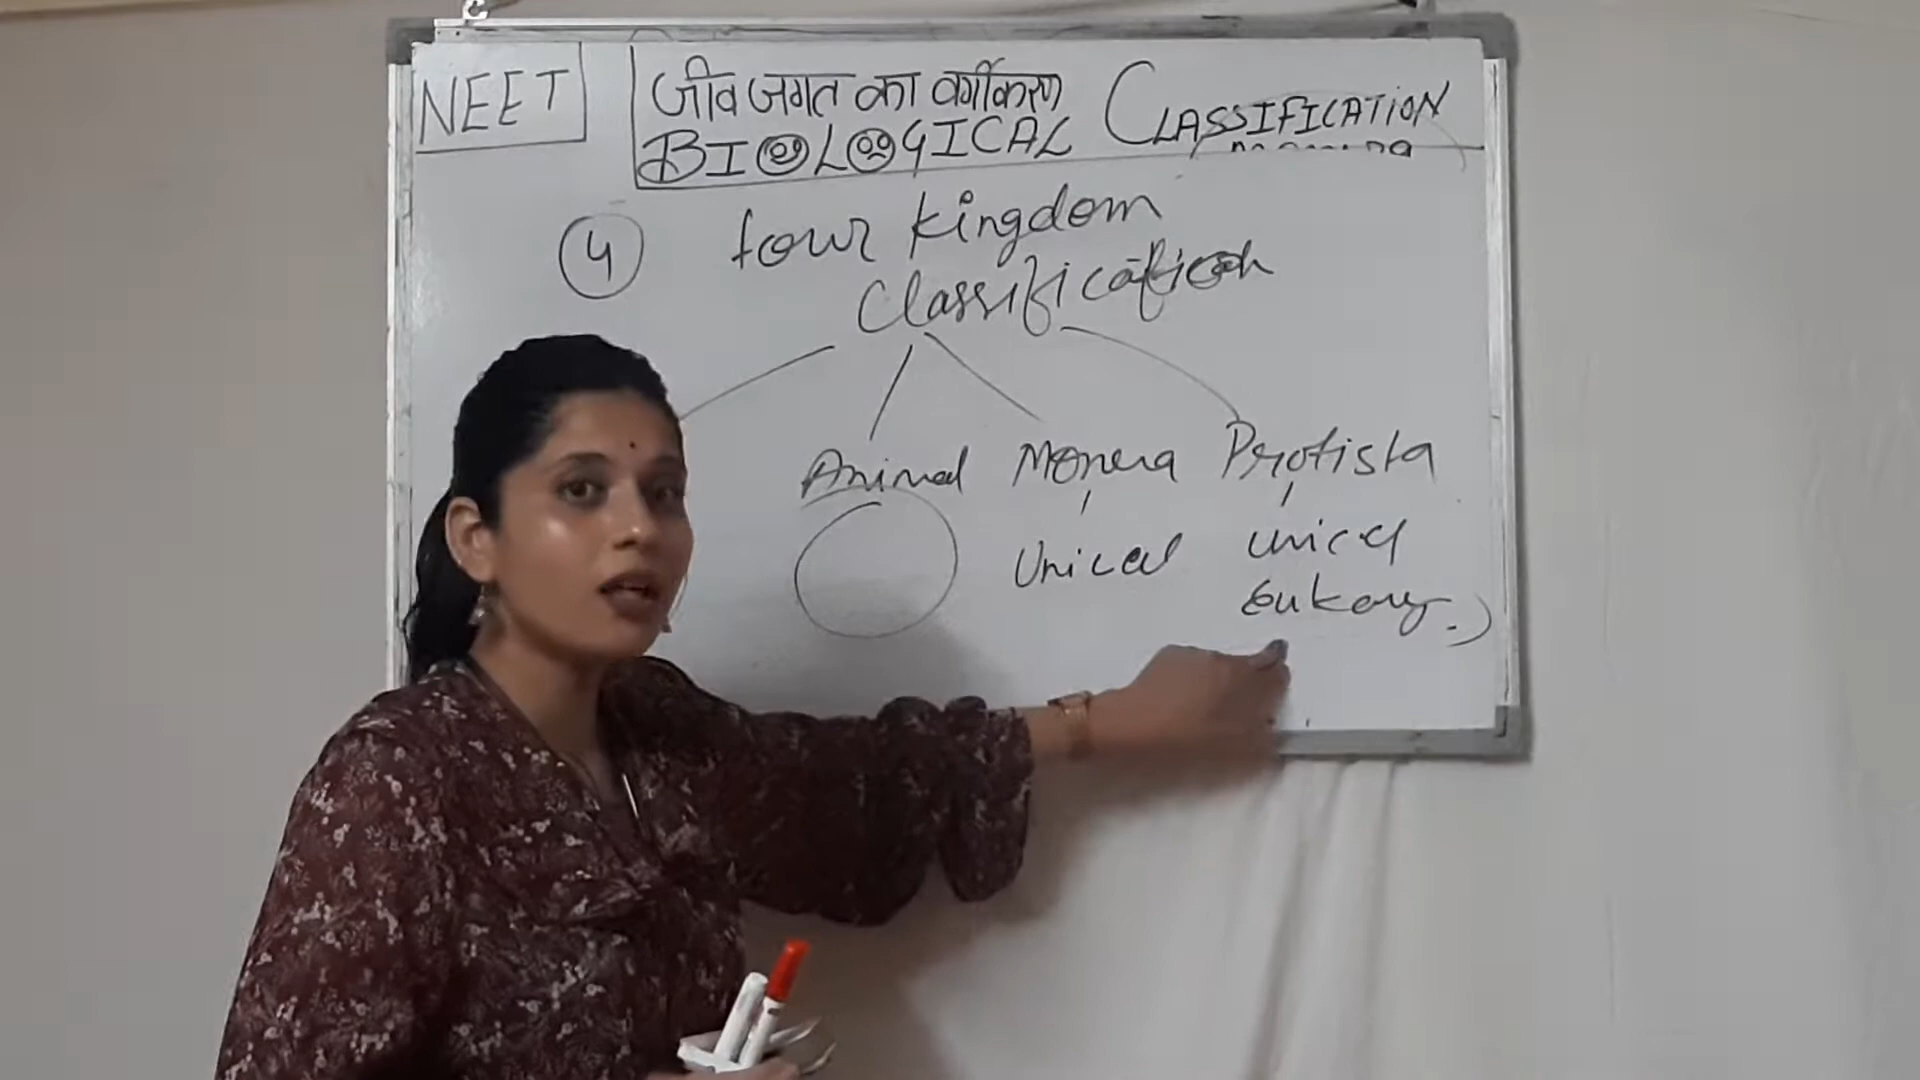 NEET
जीव जगत का वर्गीकरण
BIOLOGICAL CLASSIFICATION
4 four kingdom
Classification
Animal Monera Protista
Unicel unicel
Eukary.)